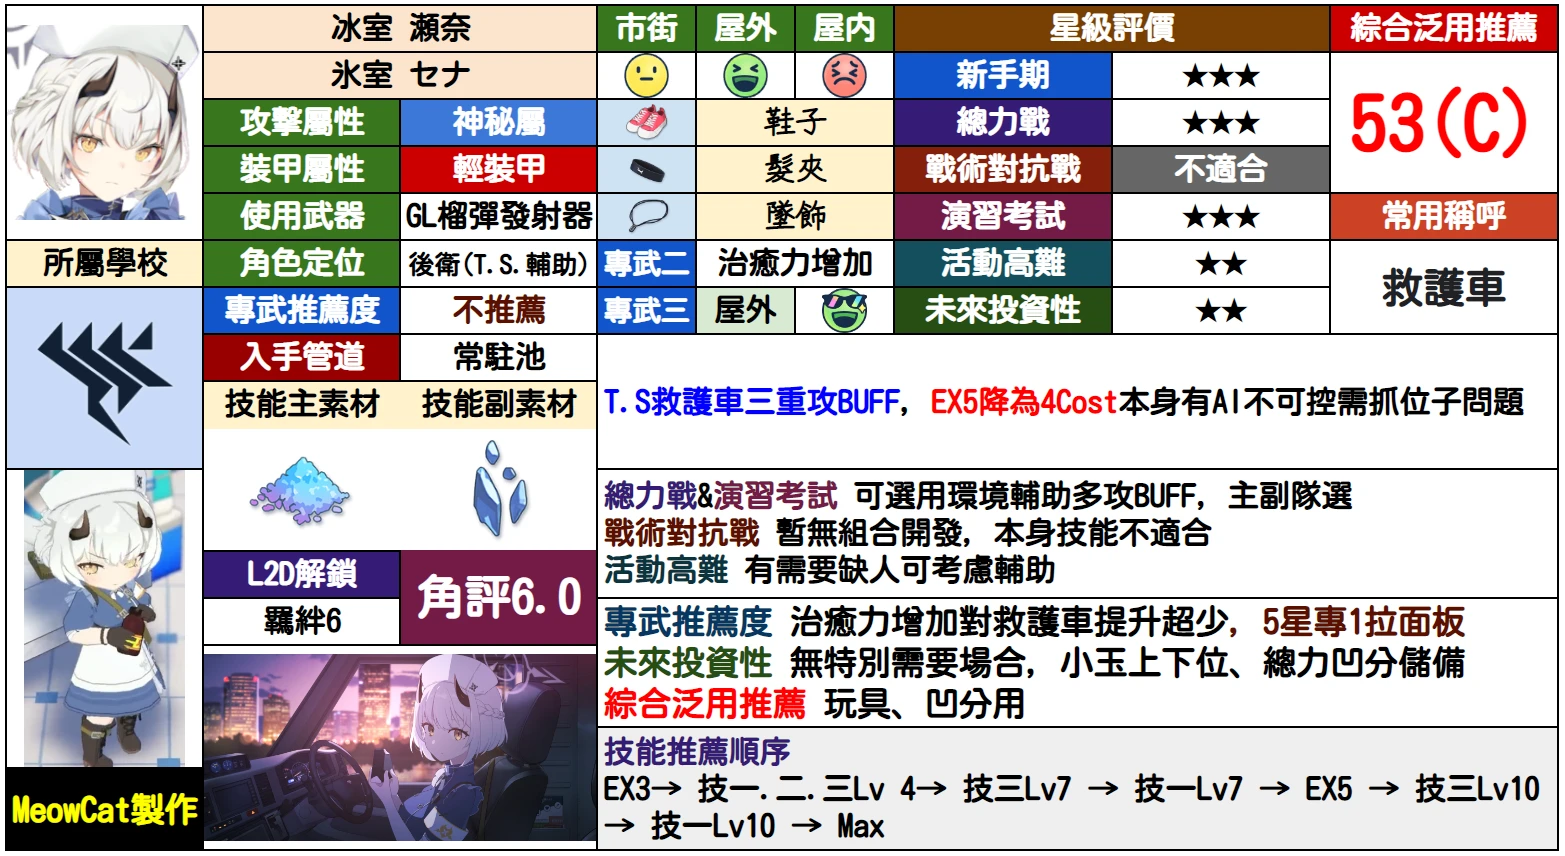 冰室 瀨奈
氷室 セナ
市街 屋外 屋内
星級評價
綜合泛用推薦
新手期 ★★★
53(C)
攻擊屬性 神秘屬
鞋子
總力戰 ★★★
裝甲屬性 輕裝甲
髮夾
戰術對抗戰 不適合
使用武器 GL榴彈發射器
墜飾
演習考試 ★★★
常用稱呼
所屬學校
角色定位 後衛(T.S.輔助)
專武二 治癒力增加
活動高難 ★★
救護車
專武推薦度 不推薦
專武三 屋外
未來投資性 ★★
入手管道 常駐池
技能主素材 技能副素材
T.S救護車三重攻BUFF, EX5降為4Cost本身有AI不可控需抓位子問題
總力戰&演習考試 可選用環境輔助多攻BUFF, 主副隊選
戰術對抗戰 暫無組合開發, 本身技能不適合
活動高難 有需要缺人可考慮輔助
L2D解鎖
羈絆6
角評6.0
專武推薦度 治癒力增加對救護車提升超少, 5星專1拉面板
未來投資性 無特別需要場合, 小玉上下位、總力凹分儲備
綜合泛用推薦 玩具、凹分用
技能推薦順序
EX3→ 技一.二.三Lv 4→ 技三Lv7 → 技一Lv7 → EX5 → 技三Lv10
→ 技一Lv10 → Max
MeowCat製作